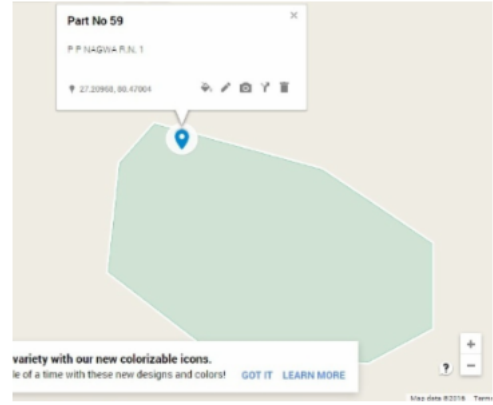 Part No 59
P P NAGWA R.N. 1
27.20968, 80.47004
variety with our new colorizable icons.
le of a time with these new designs and colors! GOT IT LEARN MORE
Map data ©2016 Terms